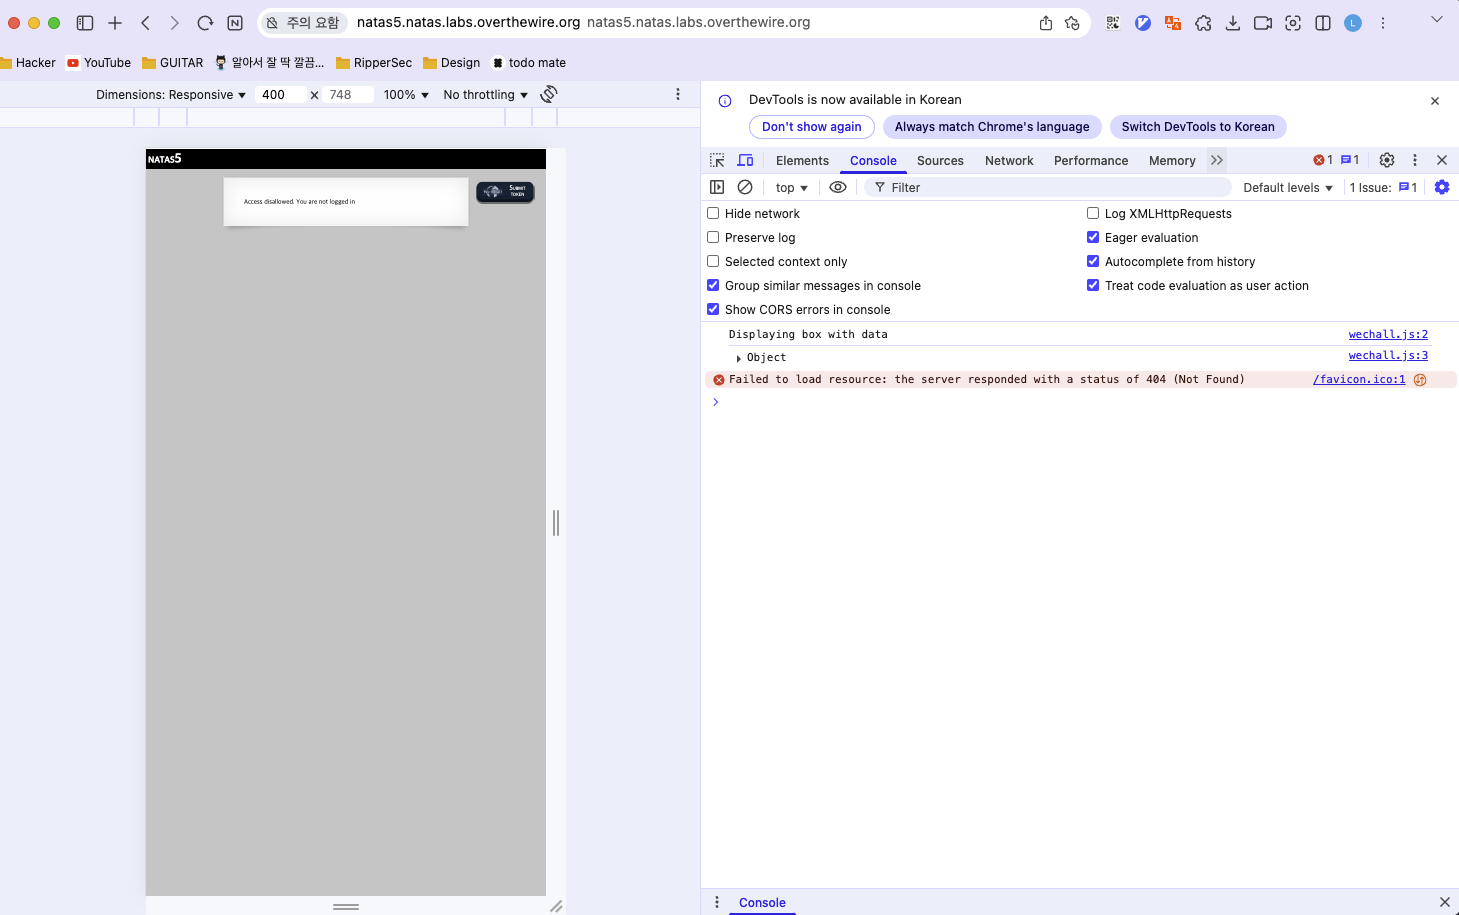 주의 요함 natas5.natas.labs.overthewire.org natas5.natas.labs.overthewire.org
Hacker YouTube GUITAR 알아서 잘 딱 깔끔... RipperSec Design todo mate
Dimensions: Responsive 400 x 748 100% No throttling
DevTools is now available in Korean
Don't show again Always match Chrome's language Switch DevTools to Korean
NATAS5
Submit
token
Access disallowed. You are not logged in
Elements Console Sources Network Performance Memory 1 1
top Filter Default levels 1 Issue: 1
Hide network Log XMLHttpRequests
Preserve log Eager evaluation
Selected context only Autocomplete from history
Group similar messages in console Treat code evaluation as user action
Show CORS errors in console
Displaying box with data wechall.js:2
Object wechall.js:3
Failed to load resource: the server responded with a status of 404 (Not Found) /favicon.ico:1
Console